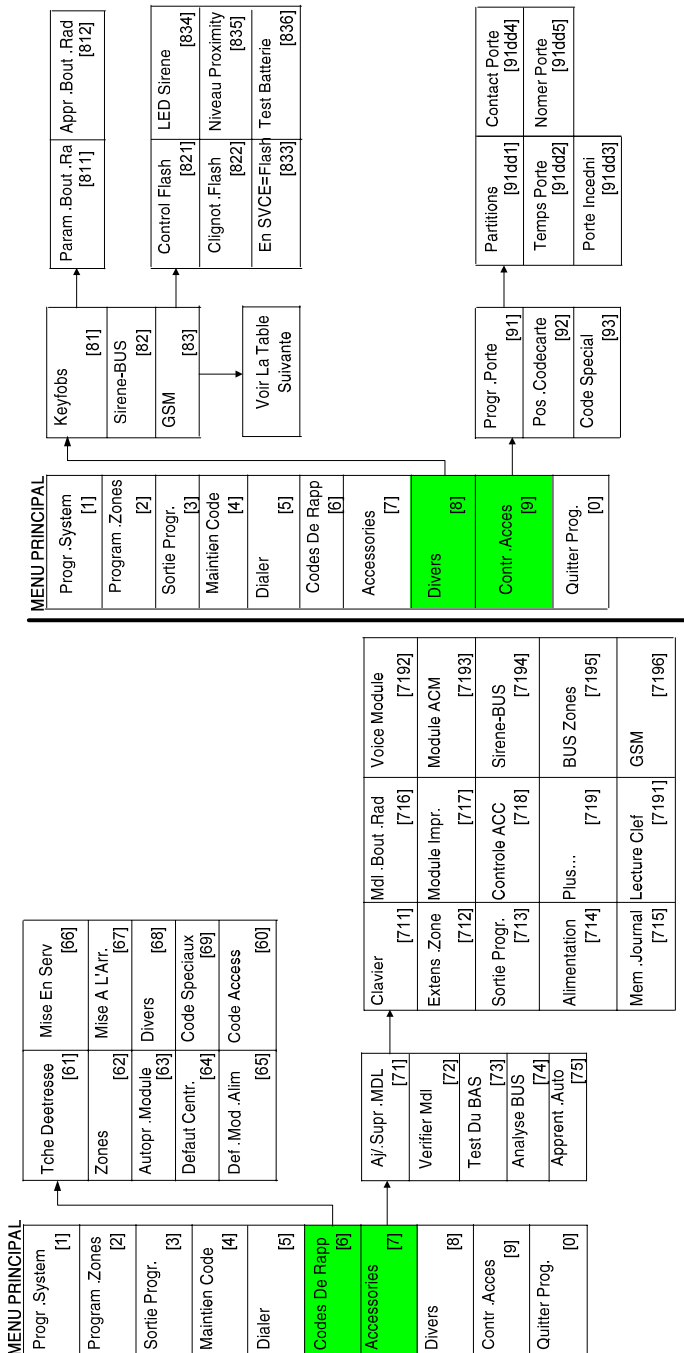 MENU PRINCIPAL
Progr .System [1]
Program .Zones [2]
Sortie Progr. [3]
Maintien Code [4]
Dialer [5]
Codes De Rapp [6]
Accessories [7]
Divers [8]
Contr .Acces [9]
Quitter Prog. [0]
Tche Deetresse [61]
Zones [62]
Autopr .Module [63]
Defaut Centr. [64]
Def .Mod .Alim [65]
Mise En Serv [66]
Mise A L'Arr. [67]
Divers [68]
Code Speciaux [69]
Code Access [60]
Aj/.Supr .MDL [71]
Verifier Mdl [72]
Test Du BAS [73]
Analyse BUS [74]
Apprent .Auto [75]
Clavier [711]
Extens .Zone [712]
Sortie Progr. [713]
Alimentation [714]
Mem .Journal [715]
Mdl .Bout .Rad [716]
Module Impr. [717]
Controle ACC [718]
Plus... [719]
Lecture Clef [7191]
Voice Module [7192]
Module ACM [7193]
Sirene-BUS [7194]
BUS Zones [7195]
GSM [7196]
MENU PRINCIPAL
Progr .System [1]
Program .Zones [2]
Sortie Progr. [3]
Maintien Code [4]
Dialer [5]
Codes De Rapp [6]
Accessories [7]
Divers [8]
Contr .Acces [9]
Quitter Prog. [0]
Keyfobs [81]
Sirene-BUS [82]
GSM [83]
Voir La Table
Suivante
Param .Bout .Ra [811]
Appr .Bout .Rad [812]
Control Flash [821]
Clignot .Flash [822]
En SVCE=Flash [833]
LED Sirene [834]
Niveau Proximity [835]
Test Batterie [836]
Progr .Porte [91]
Pos .Codecarte [92]
Code Special [93]
Partitions [91dd1]
Temps Porte [91dd2]
Porte Incedni [91dd3]
Contact Porte [91dd4]
Nomer Porte [91dd5]